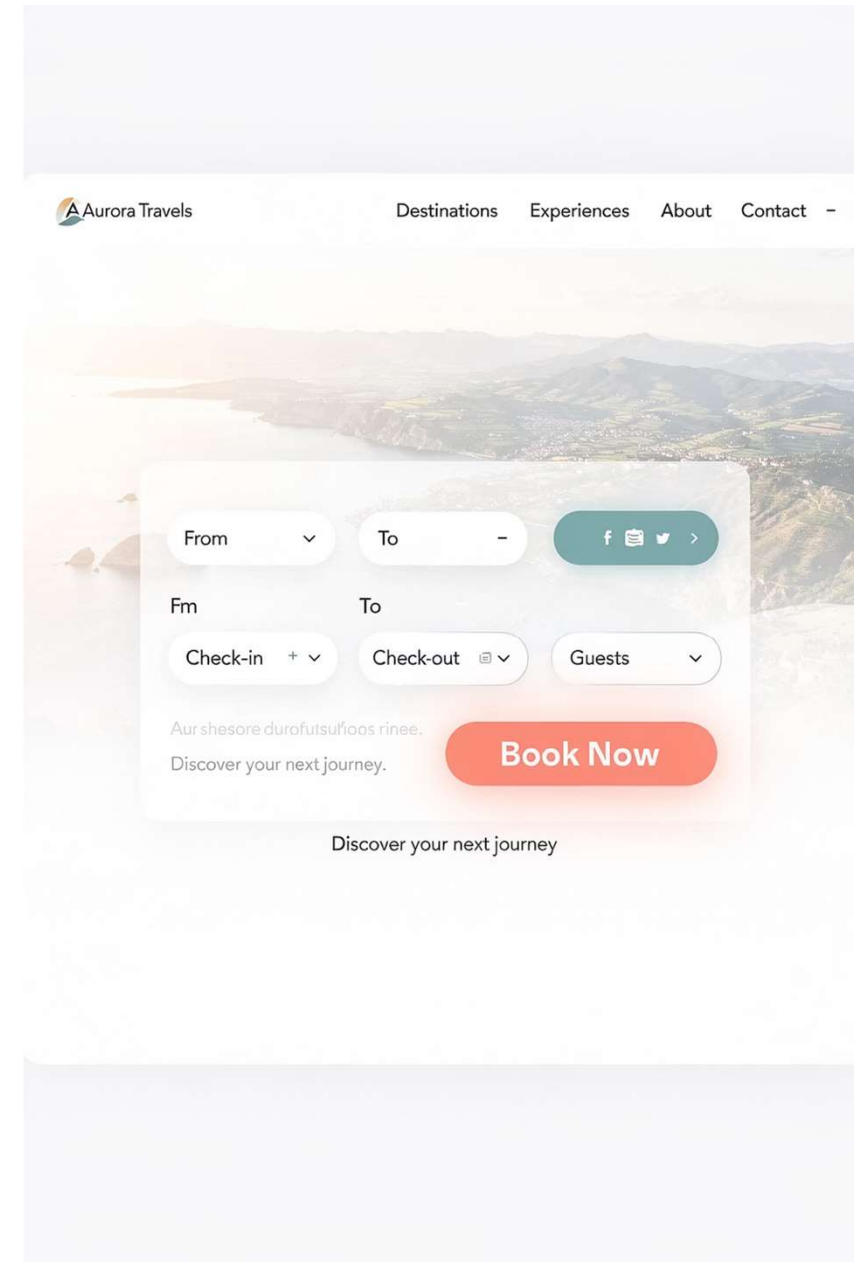 A Aurora Travels Destinations Experiences About Contact –
From To
Fm To
Check-in Check-out Guests
Discover your next journey.
Book Now
Discover your next journey